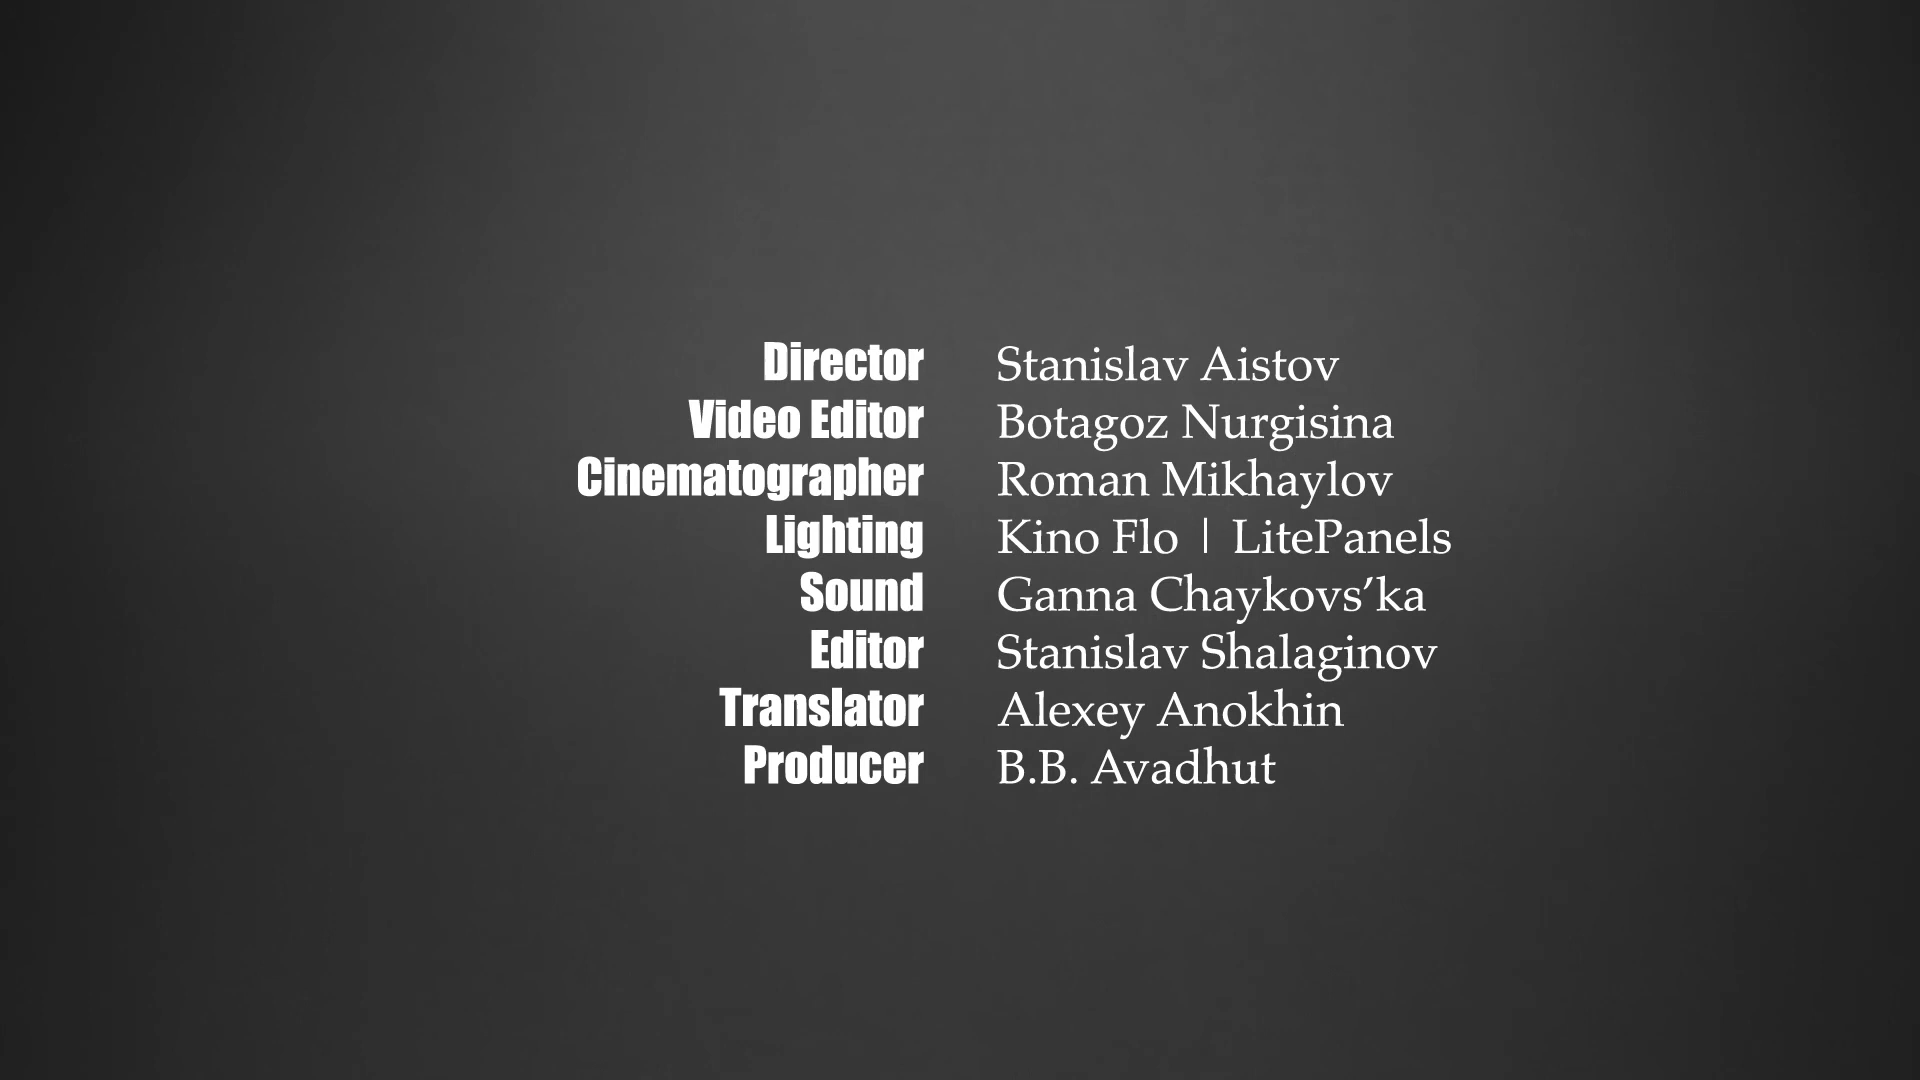 Director Stanislav Aistov
Video Editor Botagoz Nurgisina
Cinematographer Roman Mikhaylov
Lighting Kino Flo | LitePanels
Sound Ganna Chaykovs’ka
Editor Stanislav Shalaginov
Translator Alexey Anokhin
Producer B.B. Avadhut